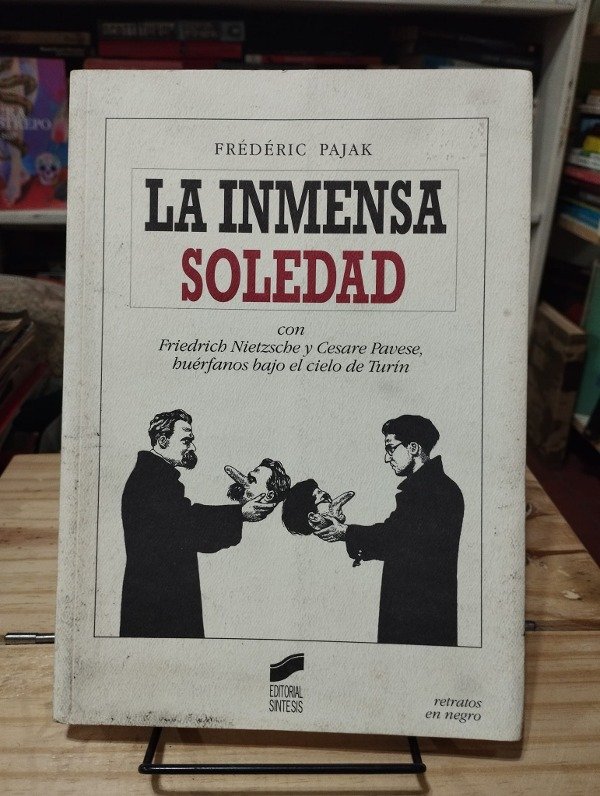 FRÉDÉRIC PAJAK
LA INMENSA
SOLEDAD
con
Friedrich Nietzsche y Cesare Pavese,
huérfanos bajo el cielo de Turín
EDITORIAL
SINTESIS
retratos
en negro